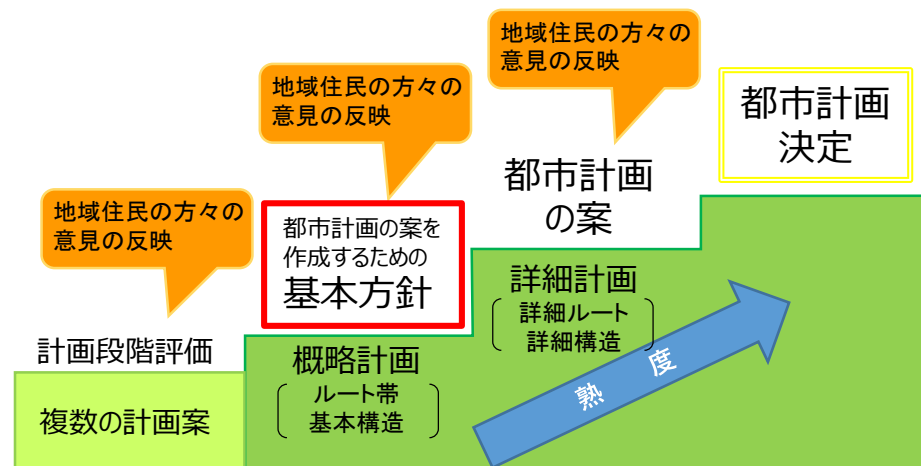 地域住民の方々の
意見の反映
計画段階評価
複数の計画案
地域住民の方々の
意見の反映
都市計画の案を
作成するための
基本方針
概略計画
ルート帯
基本構造
地域住民の方々の
意見の反映
都市計画
の案
詳細計画
詳細ルート
詳細構造
都市計画
決定
熟 度